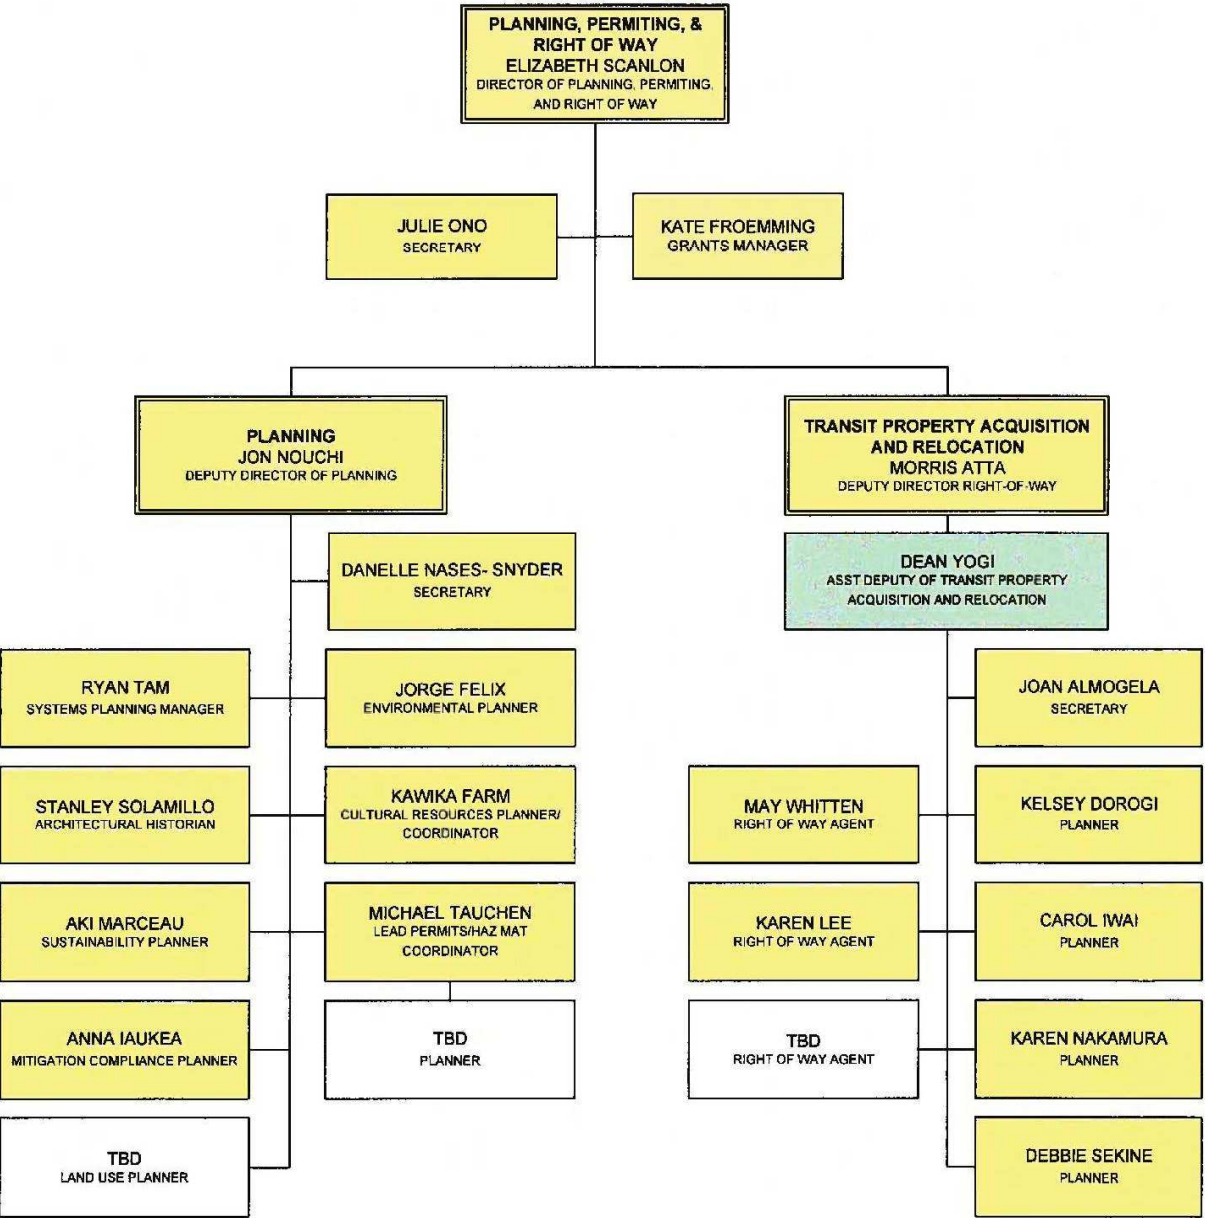 PLANNING, PERMITING, &
RIGHT OF WAY
ELIZABETH SCANLON
DIRECTOR OF PLANNING, PERMITING,
AND RIGHT OF WAY
JULIE ONO
SECRETARY
KATE FROEMMING
GRANTS MANAGER
PLANNING
JON NOUCHI
DEPUTY DIRECTOR OF PLANNING
TRANSIT PROPERTY ACQUISITION
AND RELOCATION
MORRIS ATTA
DEPUTY DIRECTOR RIGHT-OF-WAY
DANELLE NASES- SNYDER
SECRETARY
DEAN YOGI
ASST DEPUTY OF TRANSIT PROPERTY
ACQUISITION AND RELOCATION
RYAN TAM
SYSTEMS PLANNING MANAGER
JORGE FELIX
ENVIRONMENTAL PLANNER
JOAN ALMOGELA
SECRETARY
STANLEY SOLAMILLO
ARCHITECTURAL HISTORIAN
KAWIKA FARM
CULTURAL RESOURCES PLANNER/
COORDINATOR
MAY WHITTEN
RIGHT OF WAY AGENT
KELSEY DOROGI
PLANNER
AKI MARCEAU
SUSTAINABILITY PLANNER
MICHAEL TAUCHEN
LEAD PERMITS/HAZ MAT
COORDINATOR
KAREN LEE
RIGHT OF WAY AGENT
CAROL IWAI
PLANNER
ANNA IAUKEA
MITIGATION COMPLIANCE PLANNER
TBD
PLANNER
TBD
RIGHT OF WAY AGENT
KAREN NAKAMURA
PLANNER
TBD
LAND USE PLANNER
DEBBIE SEKINE
PLANNER